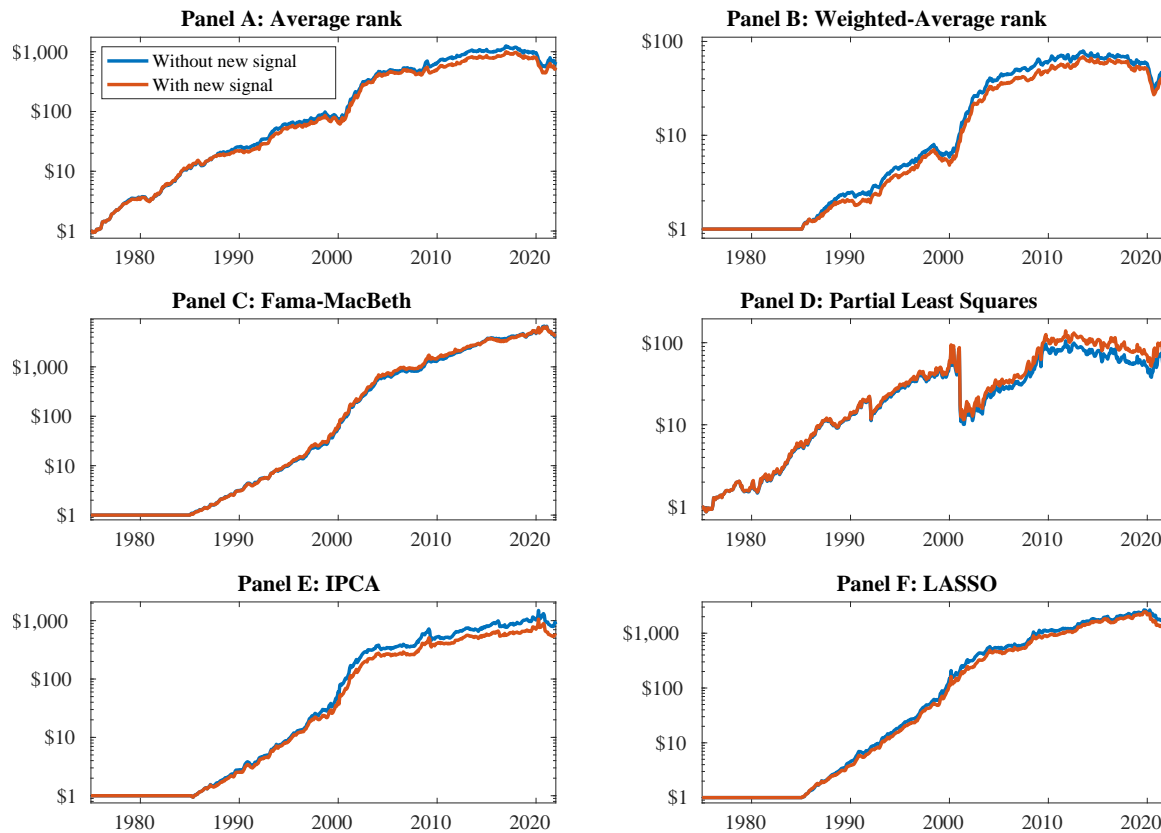 Panel A: Average rank
$1,000
$100
$10
$1
Without new signal
With new signal
1980 1990 2000 2010 2020
Panel B: Weighted-Average rank
$100
$10
$1
1980 1990 2000 2010 2020
Panel C: Fama-MacBeth
$1,000
$100
$10
$1
1980 1990 2000 2010 2020
Panel D: Partial Least Squares
$100
$10
$1
1980 1990 2000 2010 2020
Panel E: IPCA
$1,000
$100
$10
$1
1980 1990 2000 2010 2020
Panel F: LASSO
$1,000
$100
$10
$1
1980 1990 2000 2010 2020